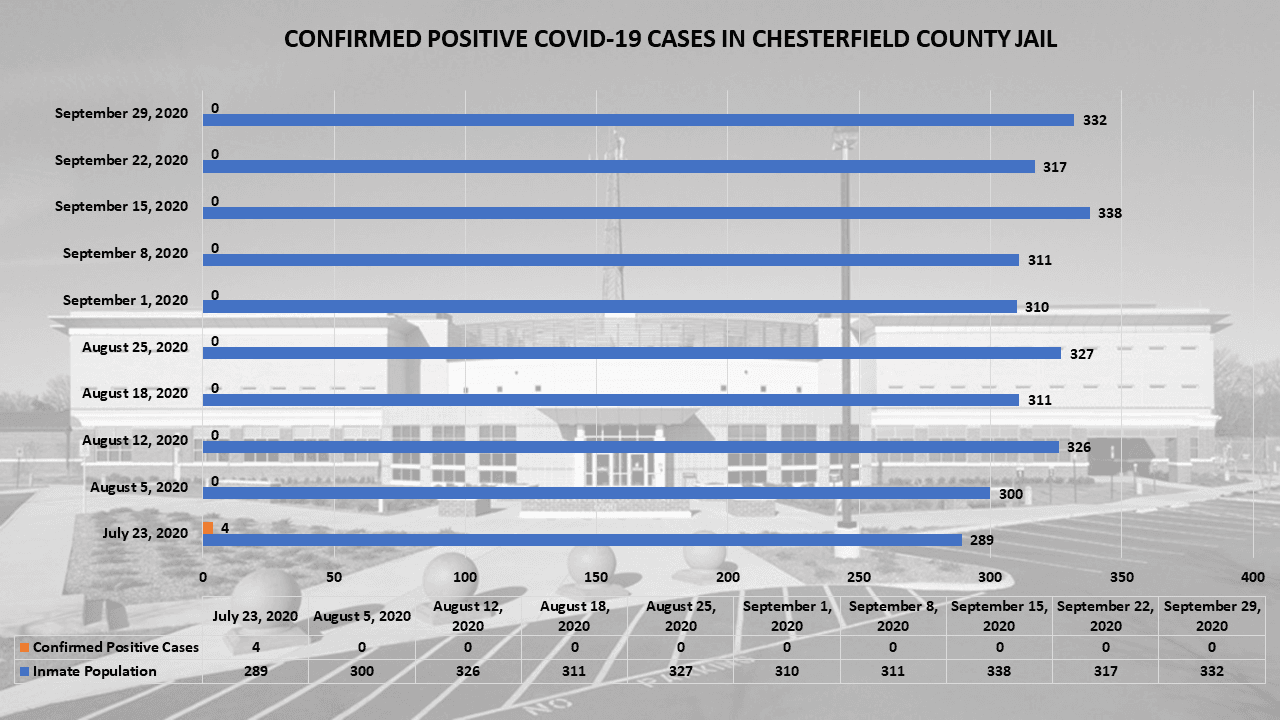 CONFIRMED POSITIVE COVID-19 CASES IN CHESTERFIELD COUNTY JAIL
September 29, 2020 0 332
September 22, 2020 0 317
September 15, 2020 0 338
September 8, 2020 0 311
September 1, 2020 0 310
August 25, 2020 0 327
August 18, 2020 0 311
August 12, 2020 0 326
August 5, 2020 0 300
July 23, 2020 4 289
0 50 100 150 200 250 300 350 400
July 23, 2020 August 5, 2020 August 12, 2020 August 18, 2020 August 25, 2020 September 1, 2020 September 8, 2020 September 15, 2020 September 22, 2020 September 29, 2020
Confirmed Positive Cases 4 0 0 0 0 0 0 0 0 0
Inmate Population 289 300 326 311 327 310 311 338 317 332
NO PARKING